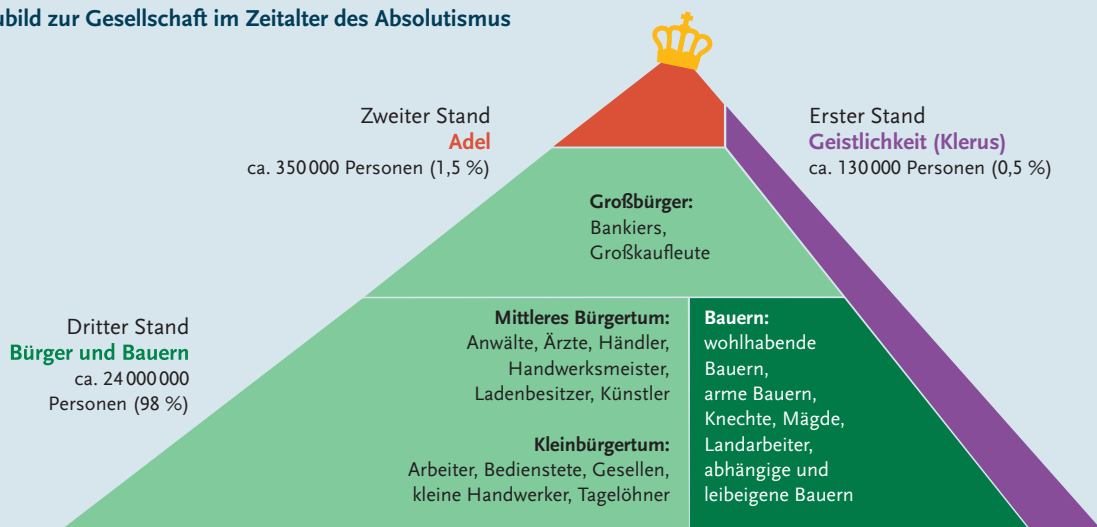 ubild zur Gesellschaft im Zeitalter des Absolutismus
Zweiter Stand
Adel
ca. 350 000 Personen (1,5 %)
Erster Stand
Geistlichkeit (Klerus)
ca. 130 000 Personen (0,5 %)
Großbürger:
Bankiers,
Großkaufleute
Dritter Stand
Bürger und Bauern
ca. 24 000 000
Personen (98 %)
Mittleres Bürgertum:
Anwälte, Ärzte, Händler,
Handwerksmeister,
Ladenbesitzer, Künstler
Kleinbürgertum:
Arbeiter, Bedienstete, Gesellen,
kleine Handwerker, Tagelöhner
Bauern:
wohlhabende
Bauern,
arme Bauern,
Knechte, Mägde,
Landarbeiter,
abhängige und
leibeigene Bauern